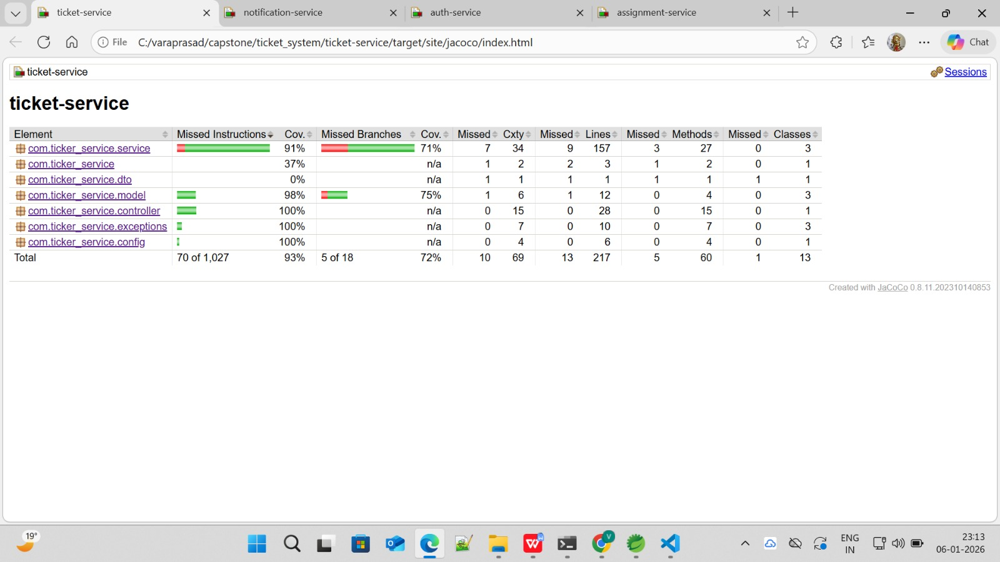 ticket-service
notification-service
auth-service
assignment-service
File C:/varaprasad/capstone/ticket_system/ticket-service/target/site/jacoco/index.html
Chat
ticket-service Sessions
ticket-service
Element Missed Instructions Cov. Missed Branches Cov. Missed Cxty Missed Lines Missed Methods Missed Classes
com.ticker_service.service 91% 71% 7 34 9 157 3 27 0 3
com.ticker_service 37% n/a 1 2 2 3 1 2 0 1
com.ticker_service.dto 0% n/a 1 1 1 1 1 1 1 1
com.ticker_service.model 98% 75% 1 6 1 12 0 4 0 3
com.ticker_service.controller 100% n/a 0 15 0 28 0 15 0 1
com.ticker_service.exceptions 100% n/a 0 7 0 10 0 7 0 3
com.ticker_service.config 100% n/a 0 4 0 6 0 4 0 1
Total 70 of 1,027 93% 5 of 18 72% 10 69 13 217 5 60 1 13
Created with JaCoCo 0.8.11.202310140853
19°
ENG
IN
23:13
06-01-2026